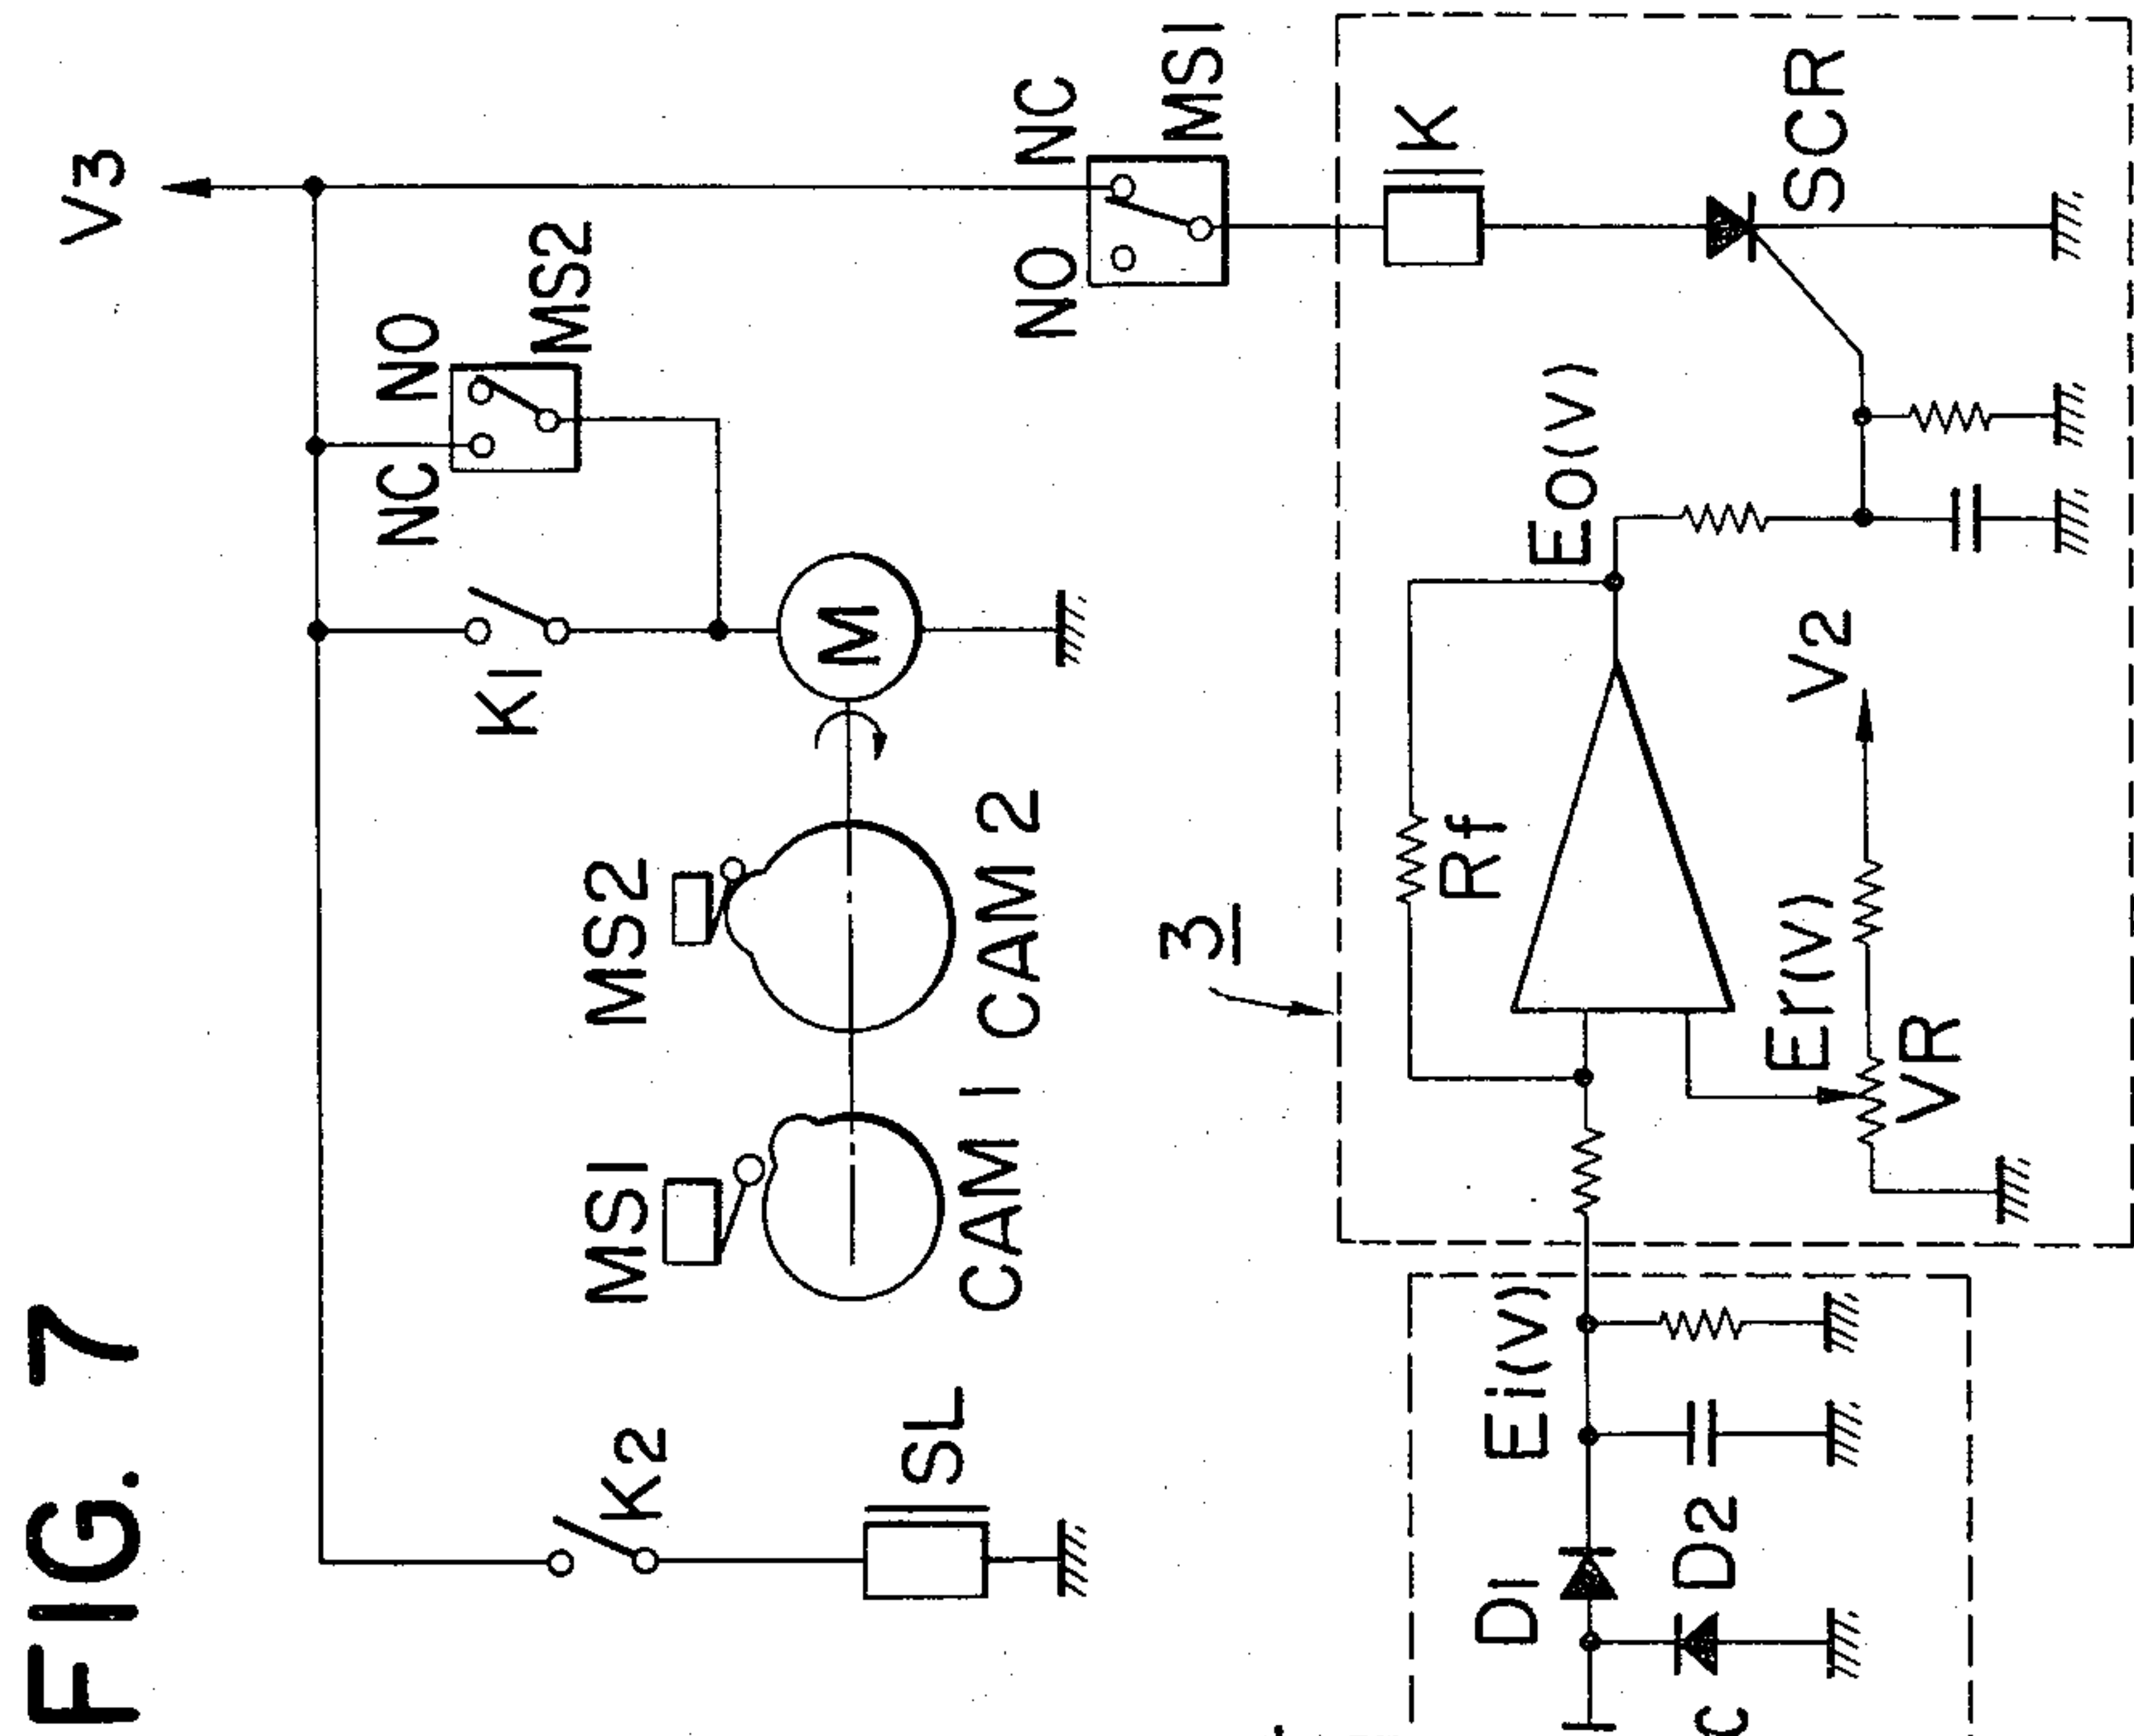 FIG. 7
V3
NC NO
MS2
K1
M
NO NC
MS1
K2
SL
MS1
MS2
CAM 1 CAM 2
3
K
SCR
Eo(V)
Rf
V2
Er(V)
VR
Ei(V)
D1
D2
C